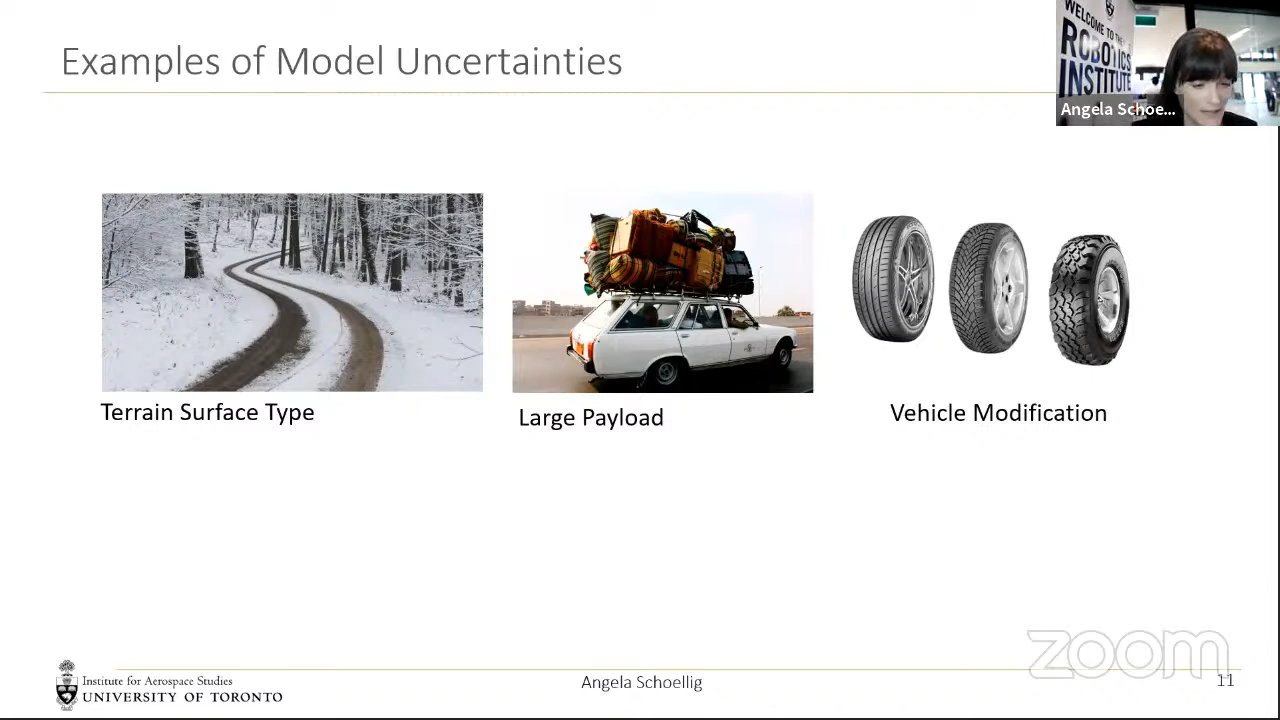 Examples of Model Uncertainties
WELCOME TO THE
ROBOTICS
INSTITUTE
Angela Schoe...
Terrain Surface Type
Large Payload
Vehicle Modification
zoom
Institute for Aerospace Studies
UNIVERSITY OF TORONTO
Angela Schoellig
11